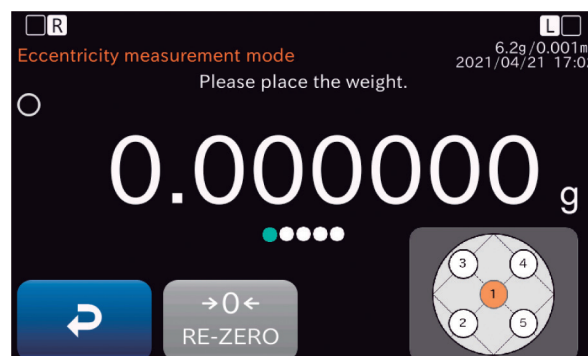 R L
Eccentricity measurement mode
6.2g/0.001m
2021/04/21 17:02
Please place the weight.
0.000000 g
3 4
1
2 5
→0←
RE-ZERO